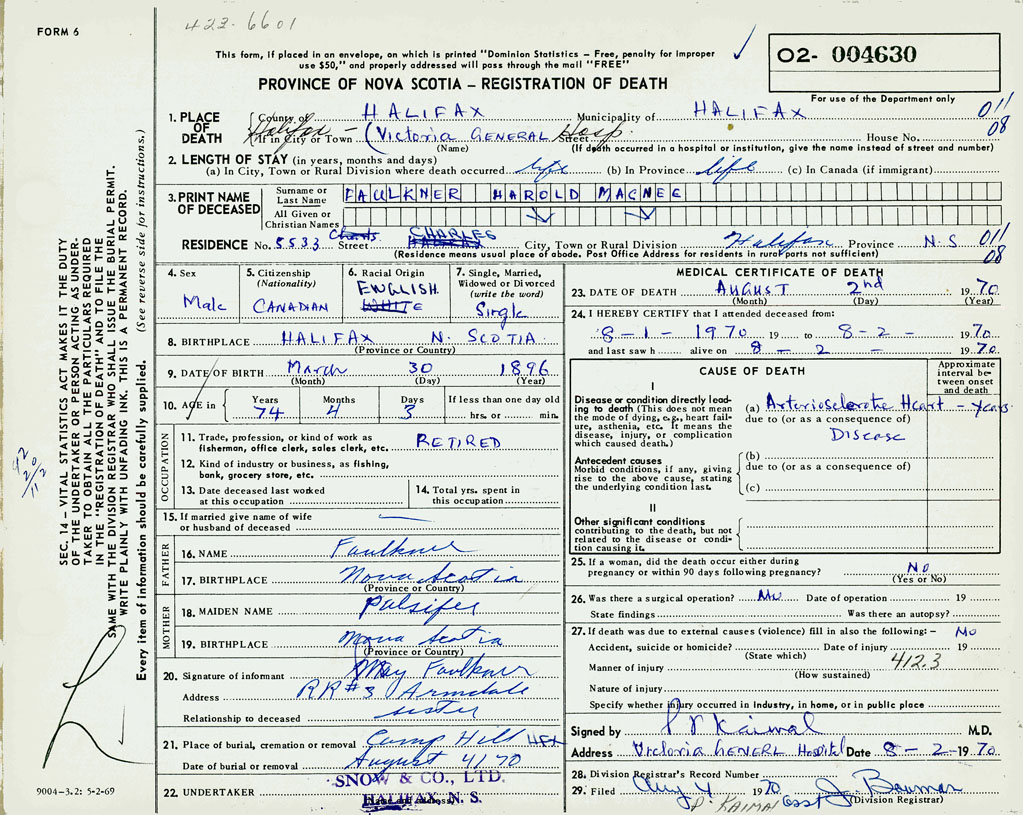 FORM 6
423-6601
This form, if placed in an envelope, on which is printed "Dominion Statistics – Free, penalty for improper
use $50," and properly addressed will pass through the mail "FREE"
O2- 004630
PROVINCE OF NOVA SCOTIA – REGISTRATION OF DEATH
For use of the Department only
1. PLACE OF DEATH
County of HALIFAX Municipality of HALIFAX 011
08
Halifax – If in City or Town (Victoria GENERAL Street Hosp. House No.
(Name) (If death occurred in a hospital or institution, give the name instead of street and number)
2. LENGTH OF STAY (in years, months and days)
(a) In City, Town or Rural Division where death occurred life (b) In Province life (c) In Canada (if immigrant)
3. PRINT NAME OF DECEASED
Surname or Last Name FAULKNER HAROLD MACNEE
All Given or Christian Names
RESIDENCE No. 5533 Street CHARLES City, Town or Rural Division Halifax Province N.S 011
08
(Residence means usual place of abode. Post Office Address for residents in rural parts not sufficient)
4. Sex
Male
5. Citizenship
(Nationality)
CANADIAN
6. Racial Origin
ENGLISH
WHITE
7. Single, Married,
Widowed or Divorced
(write the word)
Single
8. BIRTHPLACE HALIFAX N. SCOTIA
(Province or Country)
9. DATE OF BIRTH March 30 1896
(Month) (Day) (Year)
10. AGE in
Years Months Days If less than one day old
74 4 3 hrs. or min.
OCCUPATION
11. Trade, profession, or kind of work as
fisherman, office clerk, sales clerk, etc. RETIRED
12. Kind of industry or business, as fishing,
bank, grocery store, etc.
13. Date deceased last worked
at this occupation
14. Total yrs. spent in
this occupation
15. If married give name of wife
or husband of deceased —
FATHER
16. NAME Faulkner
17. BIRTHPLACE Nova Scotia
(Province or Country)
MOTHER
18. MAIDEN NAME Palsifer
19. BIRTHPLACE Nova Scotia
(Province or Country)
20. Signature of informant May Faulkner
Address RR#3 Armdale
Relationship to deceased sister
21. Place of burial, cremation or removal Camp Hill HFX
Date of burial or removal August 4/70
22. UNDERTAKER SNOW & CO., LTD.
HALIFAX, N. S.
MEDICAL CERTIFICATE OF DEATH
23. DATE OF DEATH AUGUST 2nd 1970
(Month) (Day) (Year)
24. I HEREBY CERTIFY that I attended deceased from:
8-1-1970 19 to 8-2- 1970
and last saw h alive on 8 – 2 – 1970
CAUSE OF DEATH
Approximate interval between onset and death
I
Disease or condition directly leading to death (This does not mean the mode of dying, e.g., heart failure, asthenia, etc. It means the disease, injury, or complication which caused death.)
(a) Arteriosclerotic Heart – years
due to (or as a consequence of)
Disease
Antecedent causes
Morbid conditions, if any, giving rise to the above cause, stating the underlying condition last.
(b)
due to (or as a consequence of)
(c)
II
Other significant conditions
contributing to the death, but not related to the disease or condition causing it.
25. If a woman, did the death occur either during
pregnancy or within 90 days following pregnancy? No
(Yes or No)
26. Was there a surgical operation? No Date of operation 19
State findings Was there an autopsy?
27. If death was due to external causes (violence) fill in also the following: – No
Accident, suicide or homicide? Date of injury 19
(State which)
Manner of injury 412.3
(How sustained)
Nature of injury
Specify whether injury occurred in industry, in home, or in public place
Signed by Kaiwal M.D.
Address Victoria GENERL Hospital Date 8-2-1970
28. Division Registrar's Record Number
29. Filed Aug 4 1970 J. Bauman
(Division Registrar)
SEC. 14 – VITAL STATISTICS ACT MAKES IT THE DUTY
OF THE UNDERTAKER OR PERSON ACTING AS UNDERTAKER
TO OBTAIN ALL THE PARTICULARS REQUIRED
IN THE "REGISTRATION OF DEATH" AND TO FILE THE
SAME WITH THE DIVISION REGISTRAR WHO SHALL ISSUE THE BURIAL PERMIT.
WRITE PLAINLY WITH UNFADING INK. THIS IS A PERMANENT RECORD.
Every item of information should be carefully supplied. (See reverse side for instructions.)
9004-3.2: 5-2-69